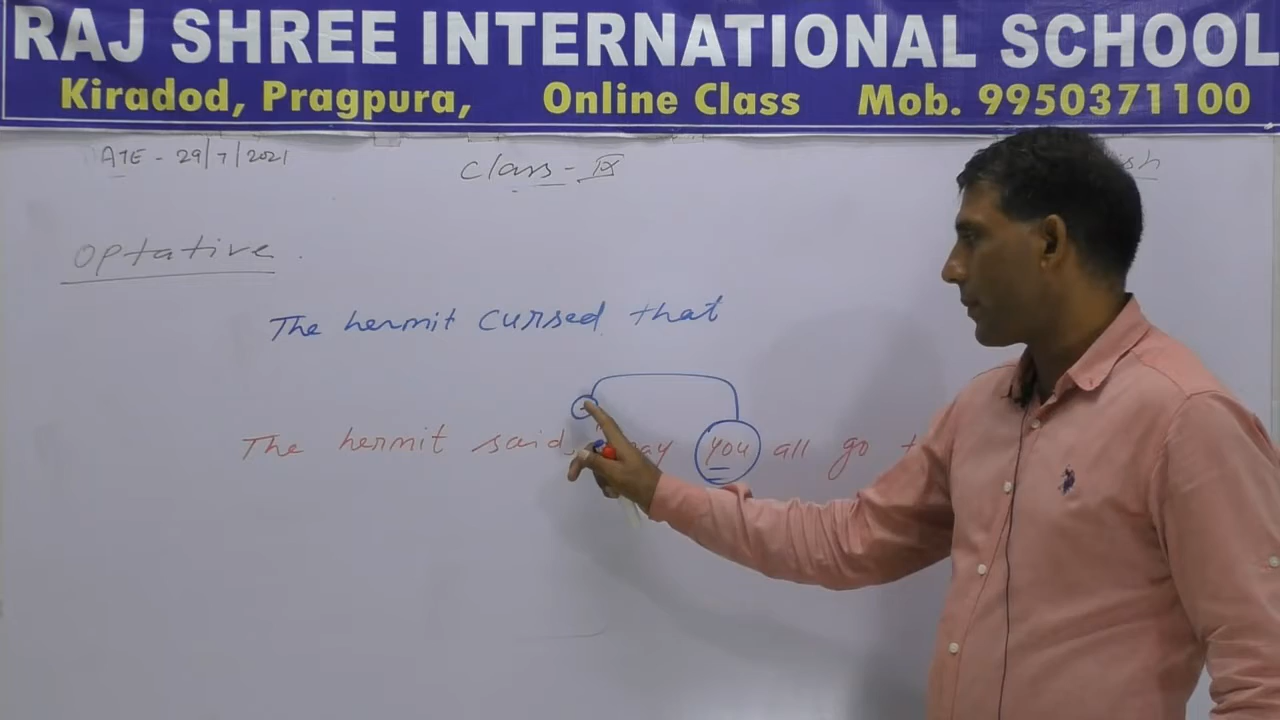 RAJ SHREE INTERNATIONAL SCHOOL
Kiradod, Pragpura, Online Class Mob. 9950371100
ATE - 29/7/2021 Class - IX
Optative.
The hermit cursed that
The hermit said, "may you all go